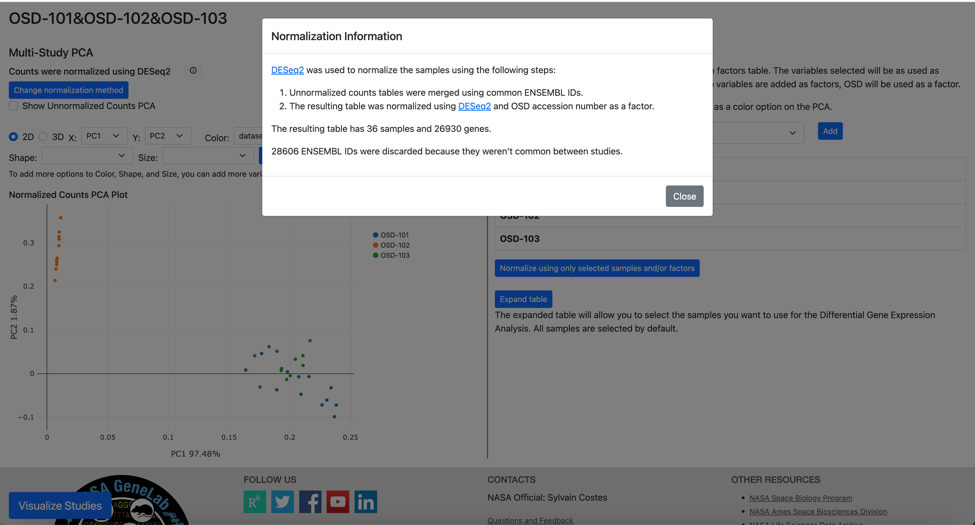 OSD-101&OSD-102&OSD-103
Multi-Study PCA
Counts were normalized using DESeq2
Change normalization method
Show Unnormalized Counts PCA
2D 3D X: PC1 Y: PC2 Color: datase
Shape: Size:
To add more options to Color, Shape, and Size, you can add more vari
Normalized Counts PCA Plot
0.3
0.2
0.1
0
−0.1
PC2 1.87%
0 0.05 0.1 0.15 0.2 0.25
PC1 97.48%
OSD-101
OSD-102
OSD-103
Normalization Information
DESeq2 was used to normalize the samples using the following steps:
1. Unnormalized counts tables were merged using common ENSEMBL IDs.
2. The resulting table was normalized using DESeq2 and OSD accession number as a factor.
The resulting table has 36 samples and 26930 genes.
28606 ENSEMBL IDs were discarded because they weren't common between studies.
Close
factors table. The variables selected will be as used as
variables are added as factors, OSD will be used as a factor.
as a color option on the PCA.
Add
OSD-102
OSD-103
Normalize using only selected samples and/or factors
Expand table
The expanded table will allow you to select the samples you want to use for the Differential Gene Expression
Analysis. All samples are selected by default.
Visualize Studies
SA GeneLab
FOLLOW US
RG
in
CONTACTS
NASA Official: Sylvain Costes
Questions and Feedback
OTHER RESOURCES
NASA Space Biology Program
NASA Ames Space Biosciences Division
NASA Life Sciences Data Archive